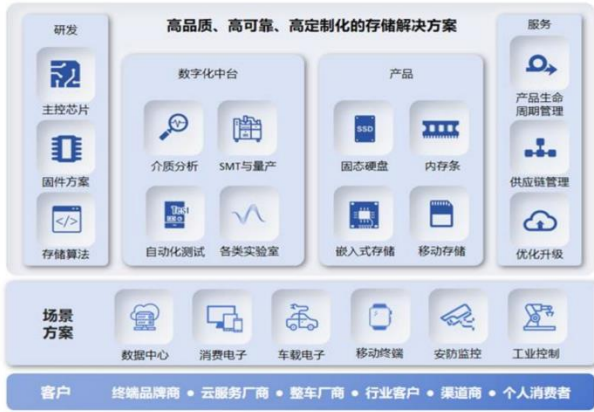 高品质、高可靠、高定制化的存储解决方案
研发
主控芯片
固件方案
存储算法
数字化中台
介质分析
SMT与量产
Test
自动化测试
各类实验室
产品
SSD
固态硬盘
内存条
嵌入式存储
移动存储
服务
产品生命
周期管理
供应链管理
优化升级
场景
方案
数据中心
消费电子
车载电子
移动终端
安防监控
工业控制
客户
终端品牌商 • 云服务厂商 • 整车厂商 • 行业客户 • 渠道商 • 个人消费者